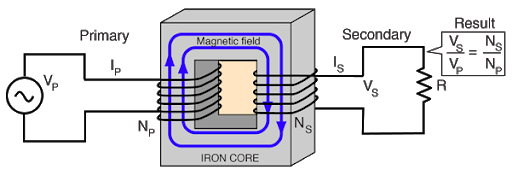 Primary
Magnetic field
Secondary
Result
V_S / V_P = N_S / N_P
I_P
I_S
V_P
V_S
R
N_P
N_S
IRON CORE